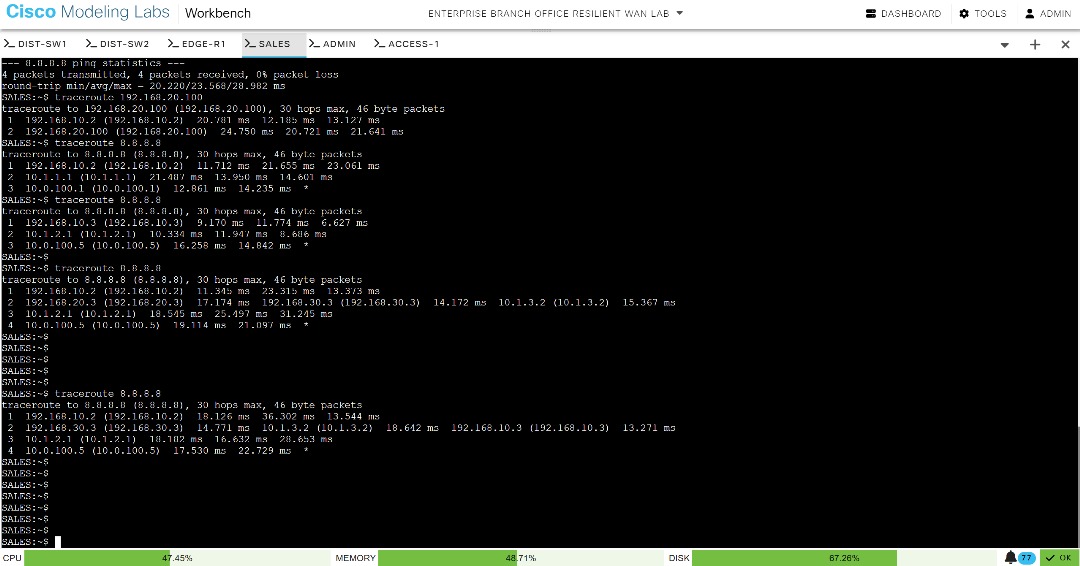 Cisco Modeling Labs Workbench ENTERPRISE BRANCH OFFICE RESILIENT WAN LAB DASHBOARD TOOLS ADMIN
DIST-SW1 DIST-SW2 EDGE-R1 SALES ADMIN ACCESS-1
--- 8.8.8.8 ping statistics ---
4 packets transmitted, 4 packets received, 0% packet loss
round-trip min/avg/max = 20.220/23.568/28.982 ms
SALES:~$ traceroute 192.168.20.100
traceroute to 192.168.20.100 (192.168.20.100), 30 hops max, 46 byte packets
1 192.168.10.2 (192.168.10.2) 20.781 ms 12.185 ms 13.127 ms
2 192.168.20.100 (192.168.20.100) 24.750 ms 20.721 ms 21.641 ms
SALES:~$ traceroute 8.8.8.8
traceroute to 8.8.8.8 (8.8.8.8), 30 hops max, 46 byte packets
1 192.168.10.2 (192.168.10.2) 11.712 ms 21.655 ms 23.061 ms
2 10.1.1.1 (10.1.1.1) 21.487 ms 13.950 ms 14.601 ms
3 10.0.100.1 (10.0.100.1) 12.861 ms 14.235 ms *
SALES:~$ traceroute 8.8.8.8
traceroute to 8.8.8.8 (8.8.8.8), 30 hops max, 46 byte packets
1 192.168.10.3 (192.168.10.3) 9.170 ms 11.774 ms 6.627 ms
2 10.1.2.1 (10.1.2.1) 10.334 ms 11.947 ms 8.686 ms
3 10.0.100.5 (10.0.100.5) 16.258 ms 14.842 ms *
SALES:~$
SALES:~$ traceroute 8.8.8.8
traceroute to 8.8.8.8 (8.8.8.8), 30 hops max, 46 byte packets
1 192.168.10.2 (192.168.10.2) 11.345 ms 23.315 ms 13.373 ms
2 192.168.20.3 (192.168.20.3) 17.174 ms 192.168.30.3 (192.168.30.3) 14.172 ms 10.1.3.2 (10.1.3.2) 15.367 ms
3 10.1.2.1 (10.1.2.1) 18.545 ms 25.497 ms 31.245 ms
4 10.0.100.5 (10.0.100.5) 19.114 ms 21.097 ms *
SALES:~$
SALES:~$
SALES:~$
SALES:~$
SALES:~$
SALES:~$ traceroute 8.8.8.8
traceroute to 8.8.8.8 (8.8.8.8), 30 hops max, 46 byte packets
1 192.168.10.2 (192.168.10.2) 18.126 ms 36.302 ms 13.544 ms
2 192.168.30.3 (192.168.30.3) 14.771 ms 10.1.3.2 (10.1.3.2) 18.642 ms 192.168.10.3 (192.168.10.3) 13.271 ms
3 10.1.2.1 (10.1.2.1) 18.182 ms 16.632 ms 28.653 ms
4 10.0.100.5 (10.0.100.5) 17.530 ms 22.729 ms *
SALES:~$
SALES:~$
SALES:~$
SALES:~$
SALES:~$
SALES:~$
SALES:~$
SALES:~$
CPU 47.45% MEMORY 48.71% DISK 67.26% 77 OK